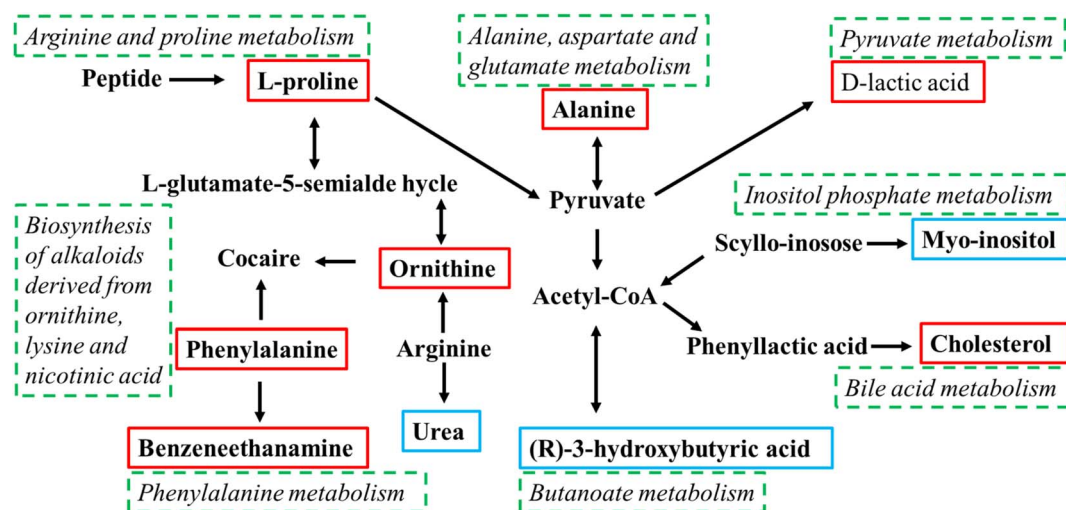 Arginine and proline metabolism
Peptide
L-proline
Alanine, aspartate and
glutamate metabolism
Alanine
Pyruvate metabolism
D-lactic acid
L-glutamate-5-semialde hycle
Pyruvate
Inositol phosphate metabolism
Scyllo-inosose
Myo-inositol
Biosynthesis
of alkaloids
derived from
ornithine,
lysine and
nicotinic acid
Cocaire
Ornithine
Acetyl-CoA
Phenylalanine
Arginine
Phenyllactic acid
Cholesterol
Bile acid metabolism
Benzeneethanamine
Phenylalanine metabolism
Urea
(R)-3-hydroxybutyric acid
Butanoate metabolism